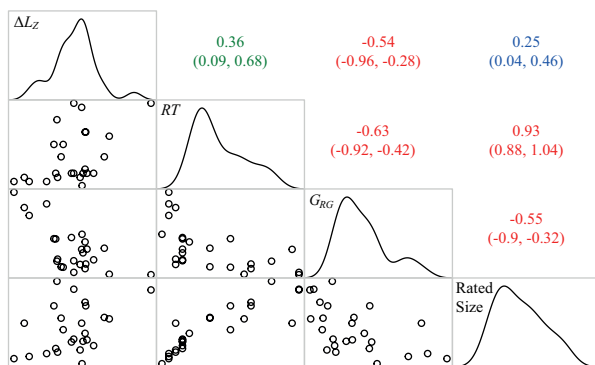 ΔL_Z
0.36
(0.09, 0.68)
-0.54
(-0.96, -0.28)
0.25
(0.04, 0.46)
RT
-0.63
(-0.92, -0.42)
0.93
(0.88, 1.04)
G_RG
-0.55
(-0.9, -0.32)
Rated
Size